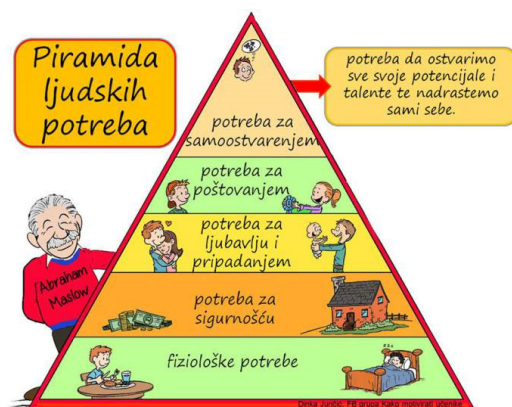 Piramida
ljudskih
potreba
potreba da ostvarimo
sve svoje potencijale i
talente te nadrastemo
sami sebe.
potreba za
samoostvarenjem
potreba za
poštovanjem
potreba za
ljubavlju i
pripadanjem
Abraham
Maslow
potreba za
sigurnošću
fiziološke potrebe
Dinka Juričić, FB grupa Kako motivirati učenike